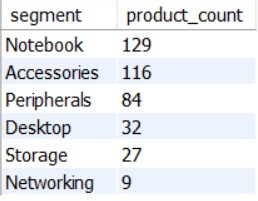 segment product_count
Notebook 129
Accessories 116
Peripherals 84
Desktop 32
Storage 27
Networking 9